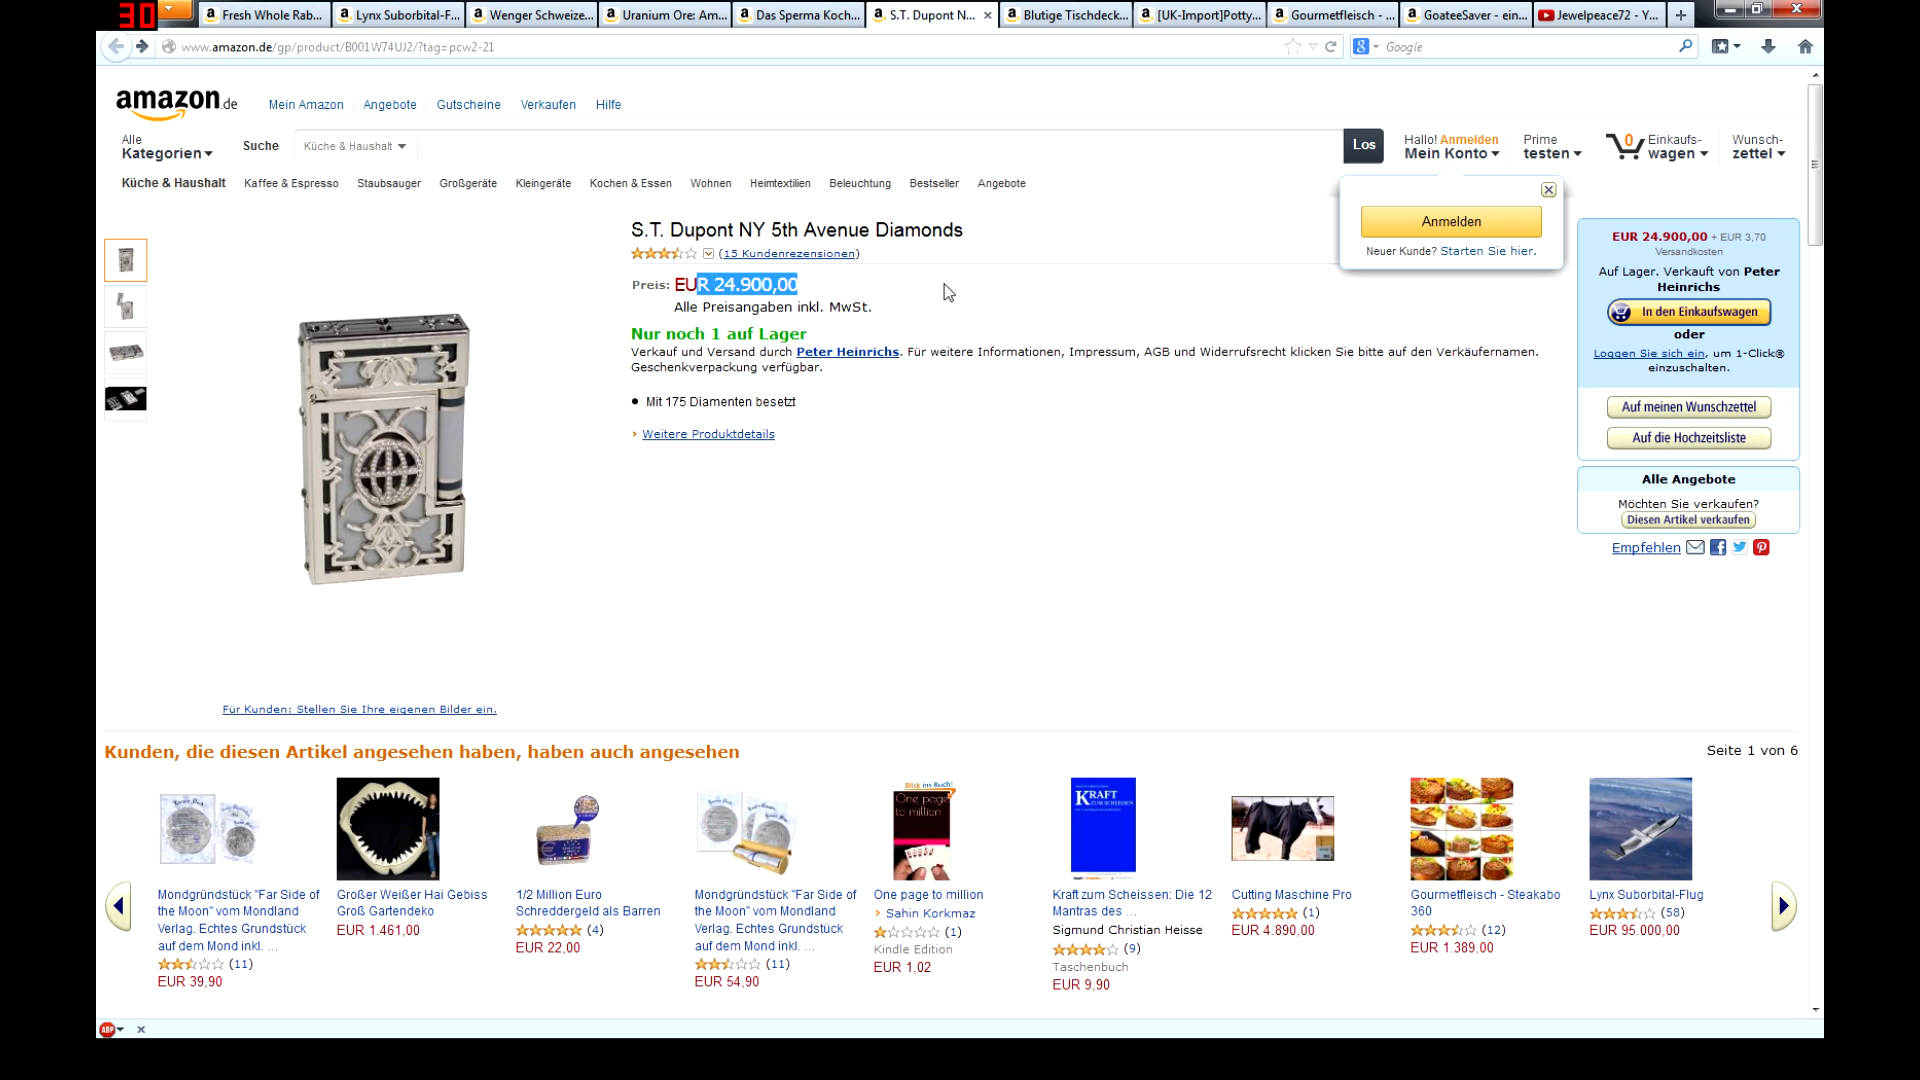 30
Fresh Whole Rab...
Lynx Suborbital-F...
Wenger Schweize...
Uranium Ore: Am...
Das Sperma Koch...
S.T. Dupont N...
Blutige Tischdeck...
[UK-Import]Potty...
Gourmetfleisch - ...
GoateeSaver - ein...
Jewelpeace72 - Y...
www.amazon.de/gp/product/B001W74UJ2/?tag=pcw2-21
Google
amazon.de
Mein Amazon
Angebote
Gutscheine
Verkaufen
Hilfe
Alle
Kategorien
Suche
Küche & Haushalt
Los
Hallo! Anmelden
Mein Konto
Prime
testen
0
Einkaufs-
wagen
Wunsch-
zettel
Küche & Haushalt
Kaffee & Espresso
Staubsauger
Großgeräte
Kleingeräte
Kochen & Essen
Wohnen
Heimtextilien
Beleuchtung
Bestseller
Angebote
Anmelden
Neuer Kunde? Starten Sie hier.
S.T. Dupont NY 5th Avenue Diamonds
(15 Kundenrezensionen)
Preis: EUR 24.900,00
Alle Preisangaben inkl. MwSt.
Nur noch 1 auf Lager
Verkauf und Versand durch Peter Heinrichs. Für weitere Informationen, Impressum, AGB und Widerrufsrecht klicken Sie bitte auf den Verkäufernamen.
Geschenkverpackung verfügbar.
Mit 175 Diamenten besetzt
Weitere Produktdetails
EUR 24.900,00 + EUR 3,70
Versandkosten
Auf Lager. Verkauf von Peter
Heinrichs
In den Einkaufswagen
oder
Loggen Sie sich ein, um 1-Click®
einzuschalten.
Auf meinen Wunschzettel
Auf die Hochzeitsliste
Alle Angebote
Möchten Sie verkaufen?
Diesen Artikel verkaufen
Empfehlen
Für Kunden: Stellen Sie Ihre eigenen Bilder ein.
Kunden, die diesen Artikel angesehen haben, haben auch angesehen
Seite 1 von 6
Mondgründstück "Far Side of
the Moon" vom Mondland
Verlag. Echtes Grundstück
auf dem Mond inkl. ...
(11)
EUR 39,90
Großer Weißer Hai Gebiss
Groß Gartendeko
EUR 1.461,00
1/2 Million Euro
Schreddergeld als Barren
(4)
EUR 22,00
Mondgründstück "Far Side of
the Moon" vom Mondland
Verlag. Echtes Grundstück
auf dem Mond inkl. ...
(11)
EUR 54,90
Blick ins Buch!
One page
to million
One page to million
Sahin Korkmaz
(1)
Kindle Edition
EUR 1,02
KRAFT
ZUM SCHEISSEN
Kraft zum Scheissen: Die 12
Mantras des ...
Sigmund Christian Heisse
(9)
Taschenbuch
EUR 9,90
Cutting Maschine Pro
(1)
EUR 4.890,00
Gourmetfleisch - Steakabo
360
(12)
EUR 1.389,00
Lynx Suborbital-Flug
(58)
EUR 95.000,00
ABP